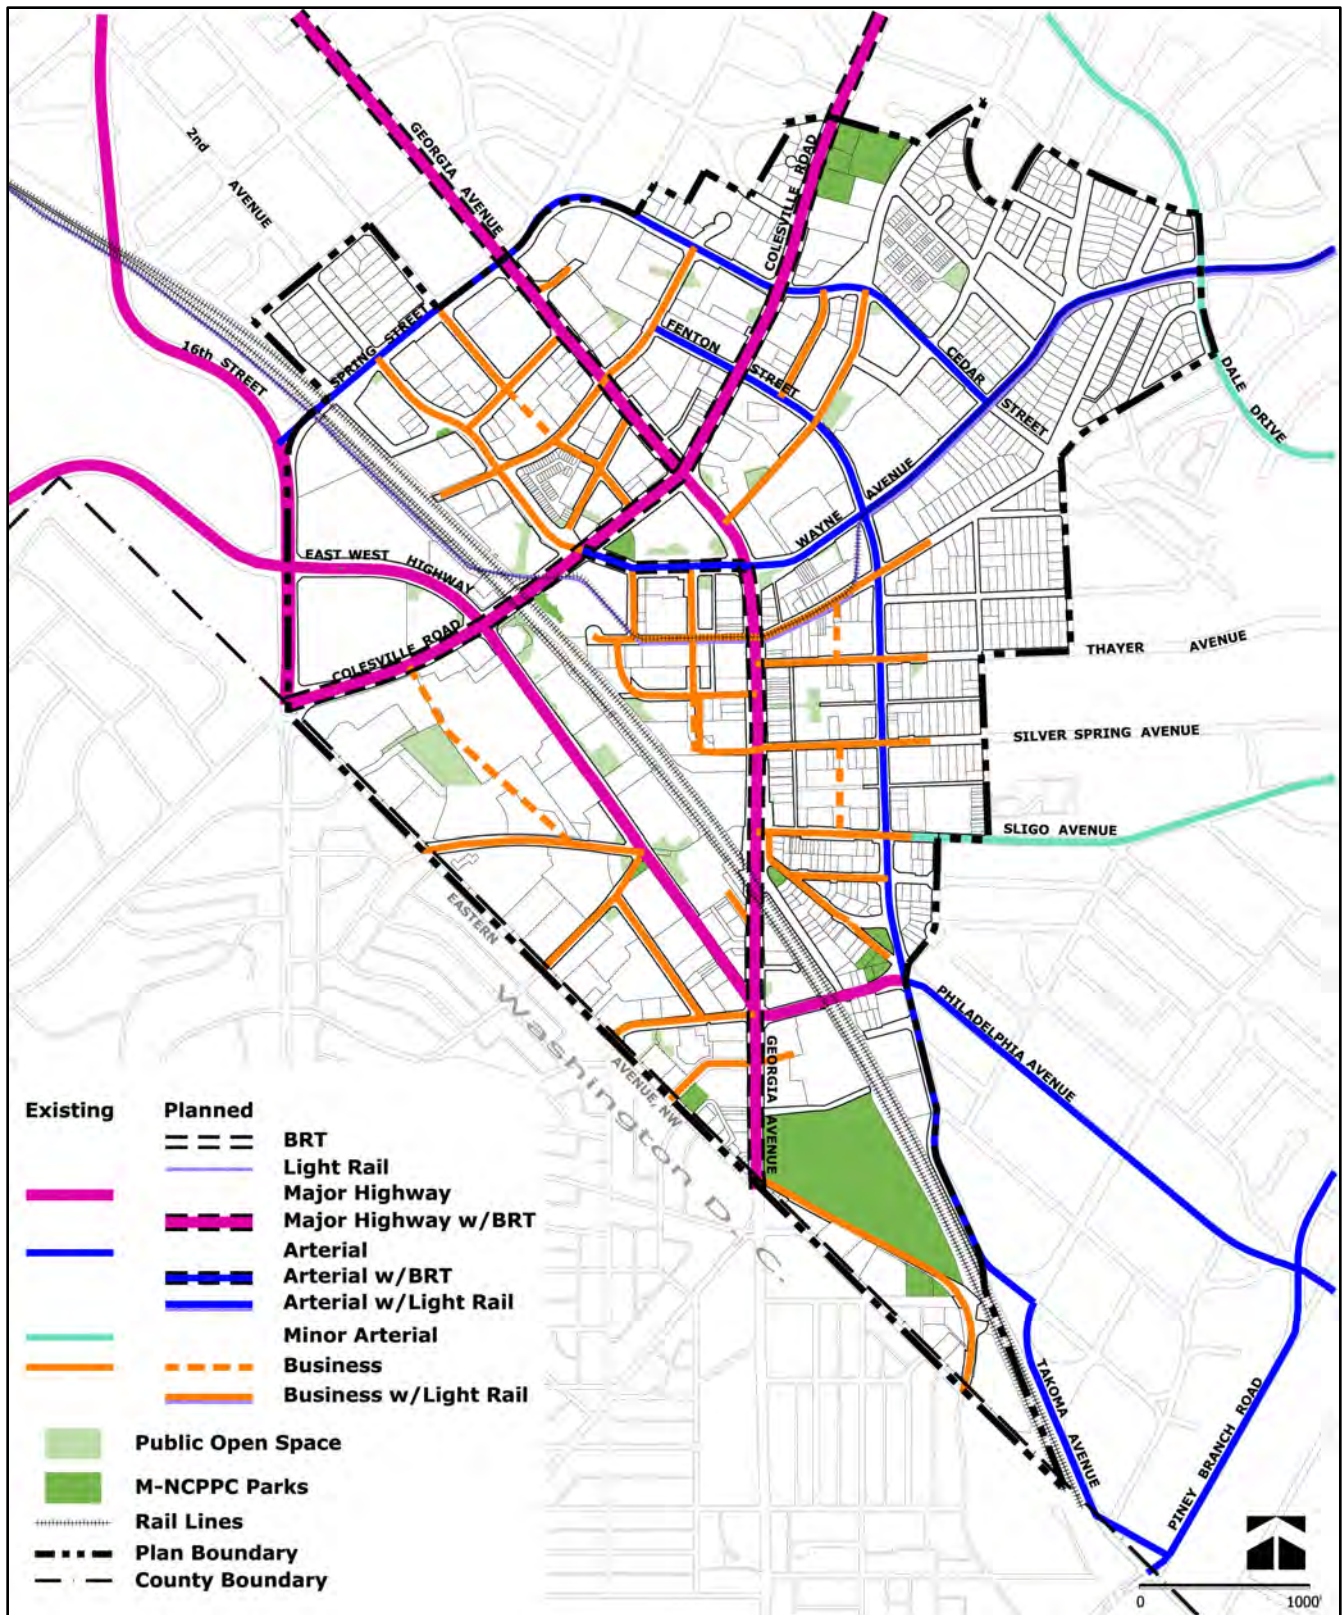 2nd
AVENUE
GEORGIA AVENUE
COLESVILLE ROAD
16th STREET
SPRING STREET
FENTON
STREET
CEDAR
STREET
DALE
DRIVE
WAYNE AVENUE
EAST WEST
HIGHWAY
COLESVILLE ROAD
THAYER AVENUE
SILVER SPRING AVENUE
SLIGO AVENUE
EASTERN
AVENUE, NW
Washington D.C.
PHILADELPHIA AVENUE
GEORGIA AVENUE
TAKOMA AVENUE
PINEY BRANCH ROAD
Existing Planned
BRT
Light Rail
Major Highway
Major Highway w/BRT
Arterial
Arterial w/BRT
Arterial w/Light Rail
Minor Arterial
Business
Business w/Light Rail
Public Open Space
M-NCPPC Parks
Rail Lines
Plan Boundary
County Boundary
0 1000'